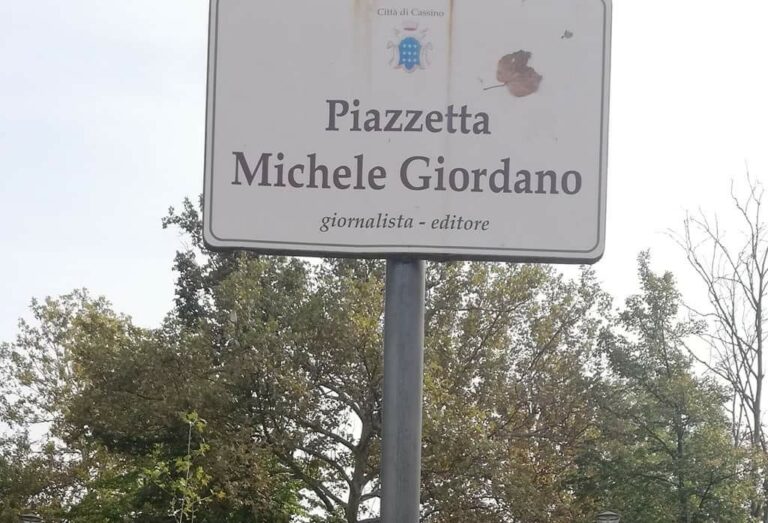 Città di Cassino
Piazzetta
Michele Giordano
giornalista - editore